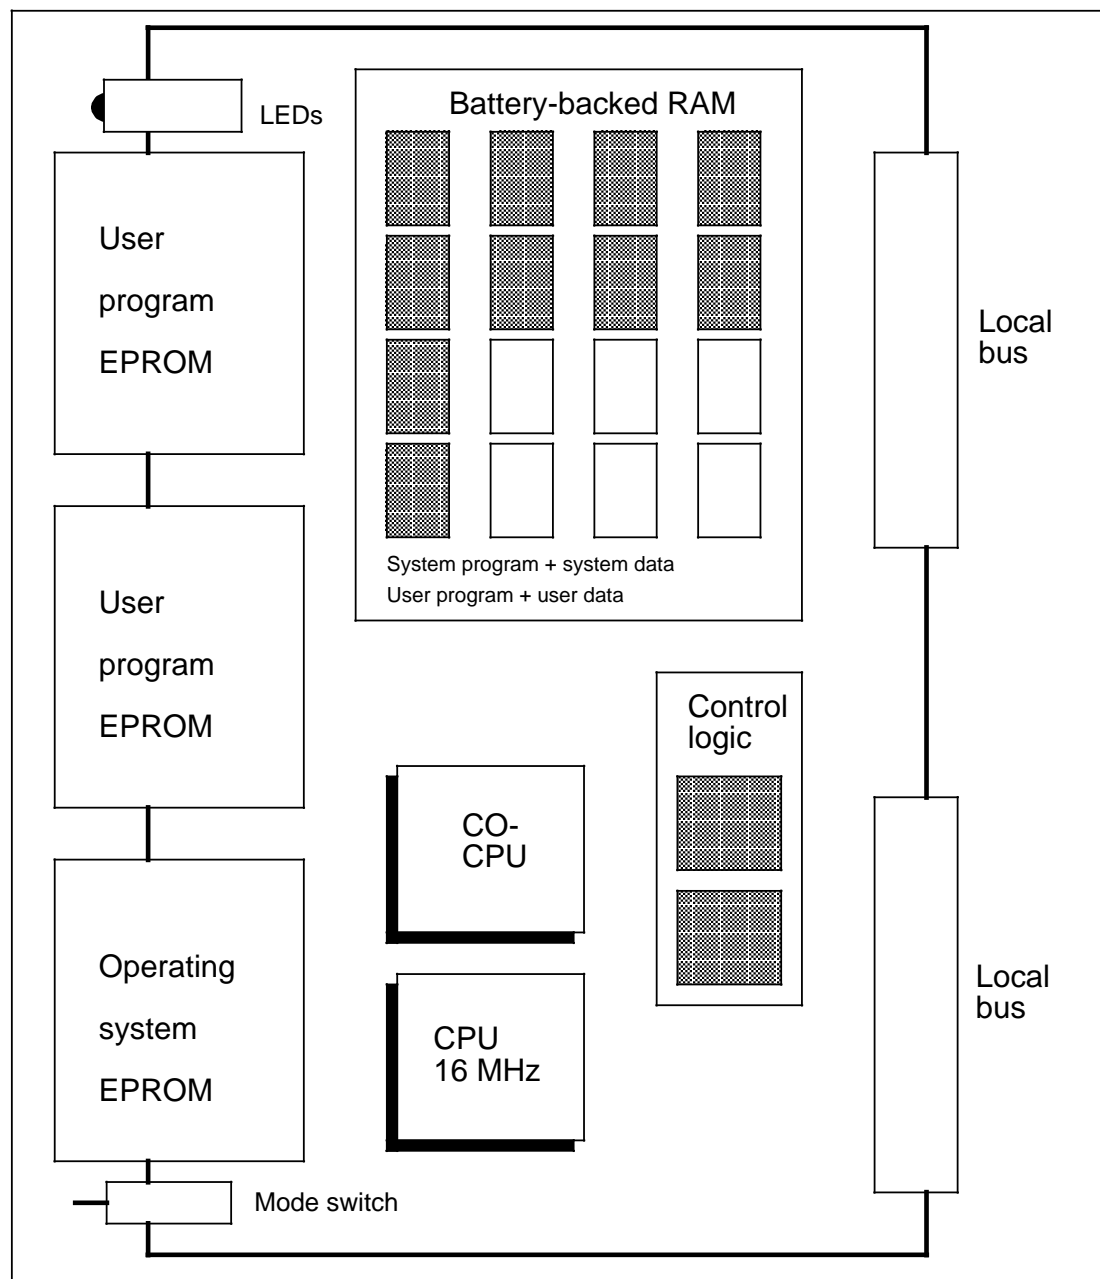 LEDs
Battery-backed RAM
User
program
EPROM
Local
bus
System program + system data
User program + user data
User
program
EPROM
Control
logic
CO-
CPU
Operating
system
EPROM
CPU
16 MHz
Local
bus
Mode switch